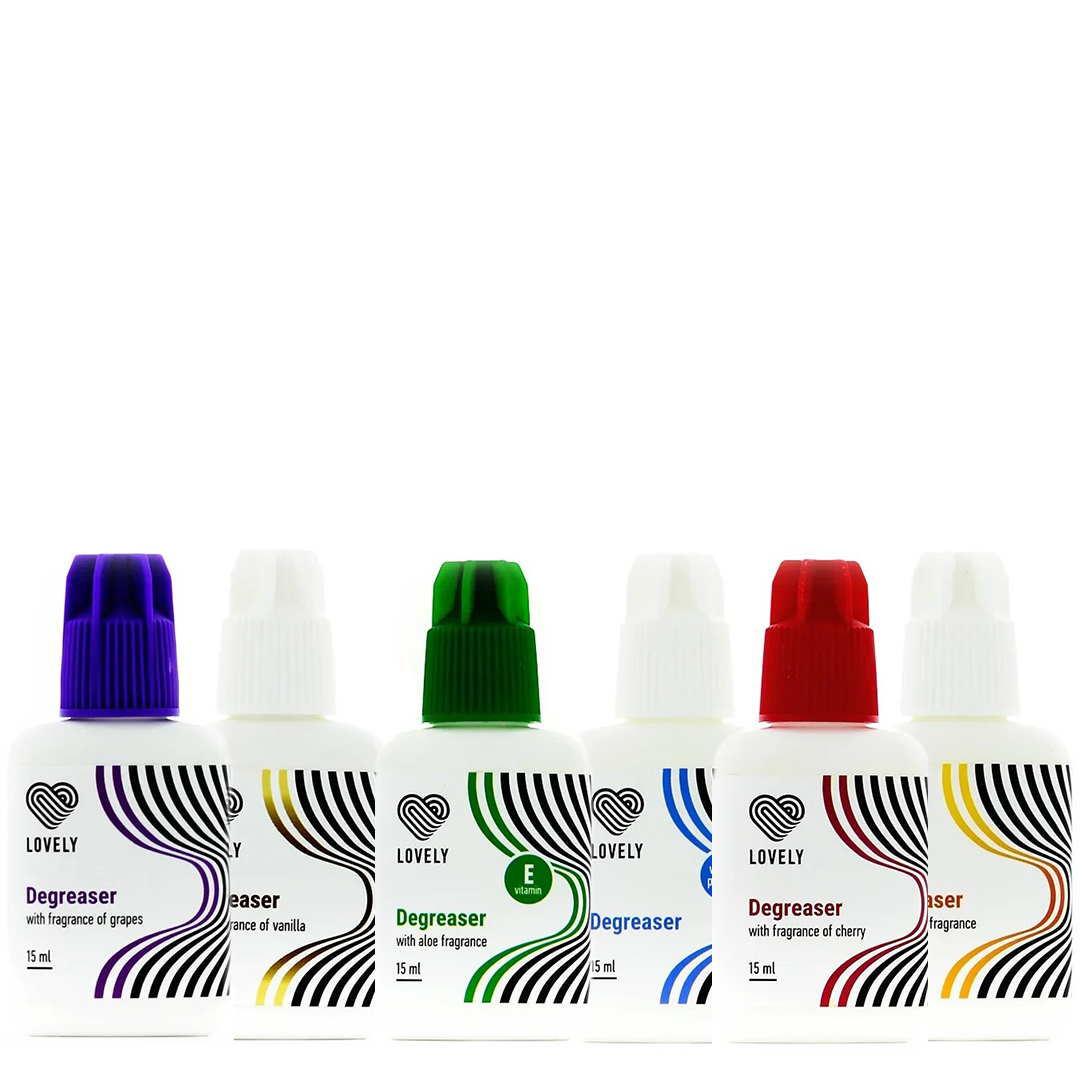 LOVELY
Degreaser
with fragrance of grapes
15 ml
LY
easer
rance of vanilla
LOVELY
E
vitamin
Degreaser
with aloe fragrance
15 ml
LOVELY
Degreaser
15 ml
LOVELY
Degreaser
with fragrance of cherry
15 ml
aser
fragrance